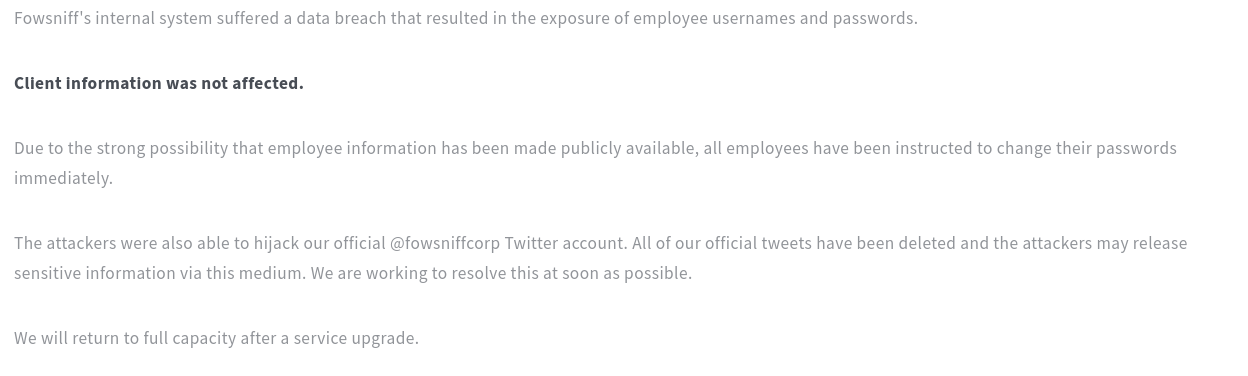 Fowsniff's internal system suffered a data breach that resulted in the exposure of employee usernames and passwords.
Client information was not affected.
Due to the strong possibility that employee information has been made publicly available, all employees have been instructed to change their passwords
immediately.
The attackers were also able to hijack our official @fowsniffcorp Twitter account. All of our official tweets have been deleted and the attackers may release
sensitive information via this medium. We are working to resolve this at soon as possible.
We will return to full capacity after a service upgrade.